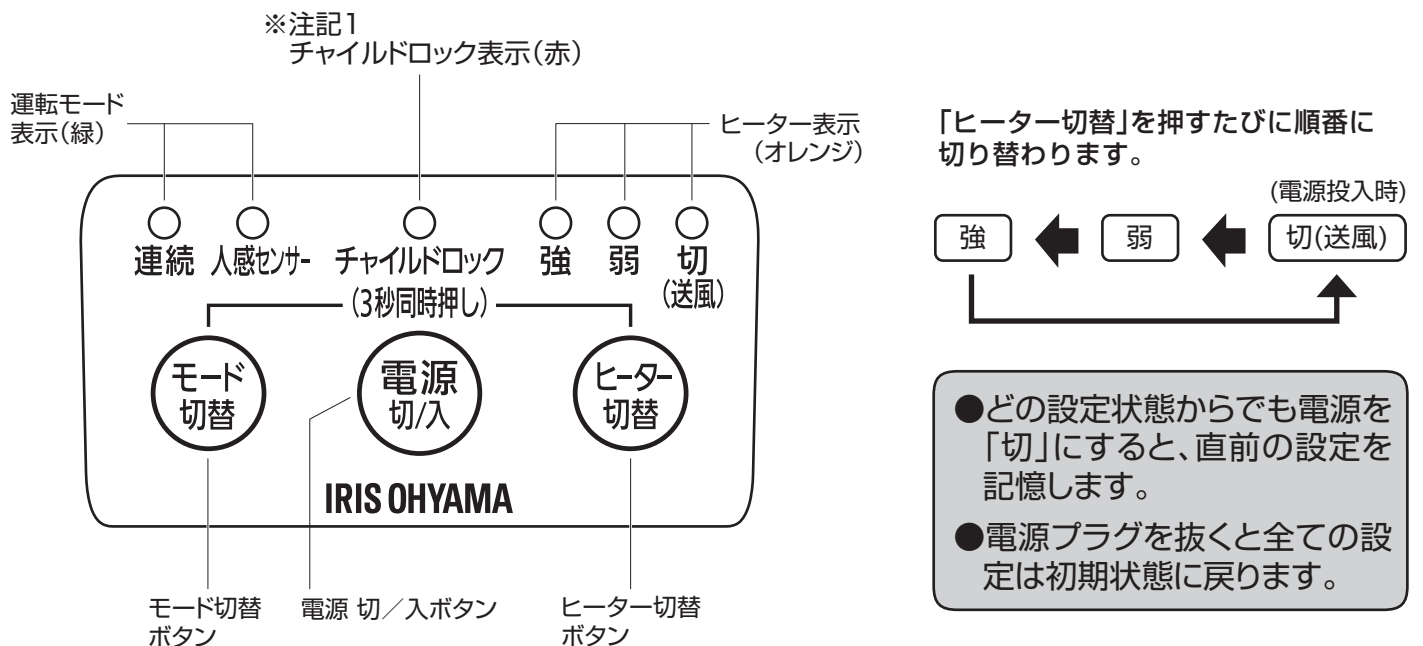 ※注記1
チャイルドロック表示(赤)
運転モード
表示(緑)
ヒーター表示
(オレンジ)
連続
人感センサー
チャイルドロック
強
弱
切
(送風)
(3秒同時押し)
モード
切替
電源
切/入
ヒーター
切替
IRIS OHYAMA
モード切替
ボタン
電源 切／入ボタン
ヒーター切替
ボタン
「ヒーター切替」を押すたびに順番に
切り替わります。
(電源投入時)
強
弱
切(送風)
●どの設定状態からでも電源を
「切」にすると、直前の設定を
記憶します。
●電源プラグを抜くと全ての設
定は初期状態に戻ります。